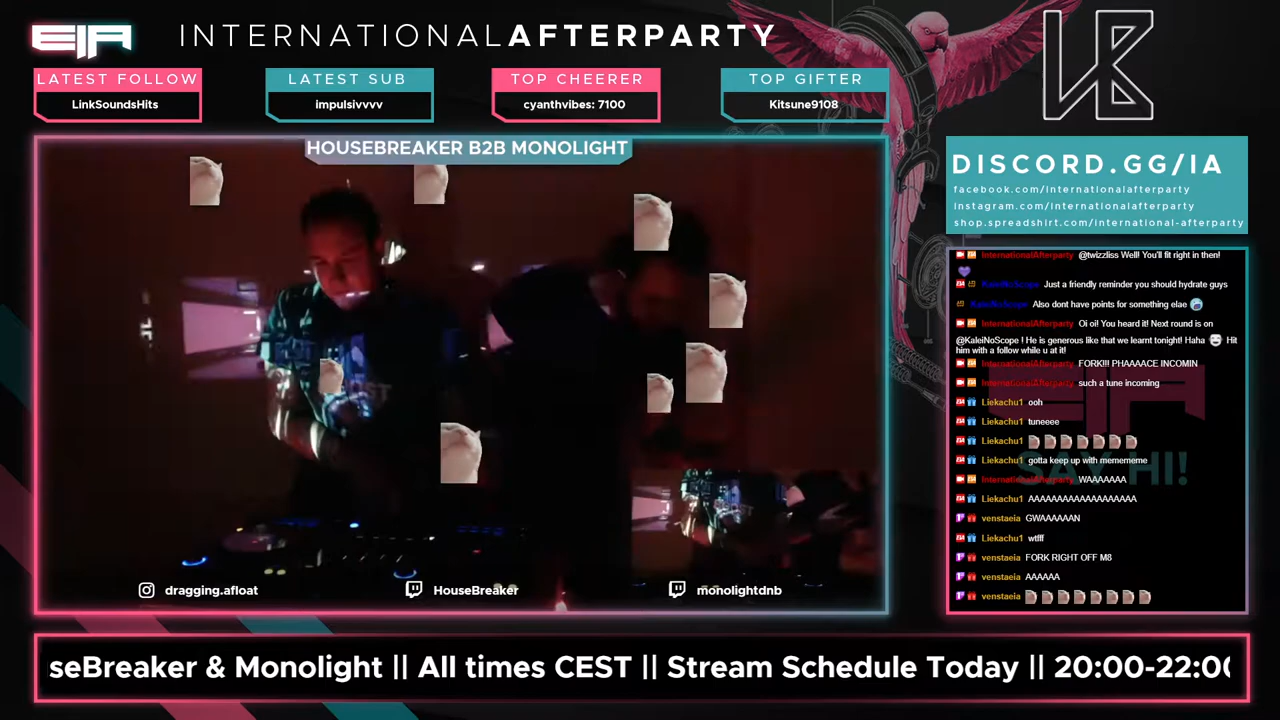 EIA
INTERNATIONALAFTERPARTY
LATEST FOLLOW
LinkSoundsHits
LATEST SUB
impulsivvvv
TOP CHEERER
cyanthvibes: 7100
TOP GIFTER
Kitsune9108
HOUSEBREAKER B2B MONOLIGHT
DISCORD.GG/IA
facebook.com/internationalafterparty
instagram.com/internationalafterparty
shop.spreadshirt.com/international-afterparty
InternationalAfterparty @twizzliss Well! You'll fit right in then!
KaleiNoScope Just a friendly reminder you should hydrate guys
KaleiNoScope Also dont have points for something elae
InternationalAfterparty Oi oi! You heard it! Next round is on
@KaleiNoScope ! He is generous like that we learnt tonight! Haha Hit
him with a follow while u at it!
InternationalAfterparty FORK!!! PHAAAACE INCOMIN
InternationalAfterparty such a tune incoming
Liekachu1 ooh
Liekachu1 tuneeee
Liekachu1
Liekachu1 gotta keep up with memememe
InternationalAfterparty WAAAAAAA
Liekachu1 AAAAAAAAAAAAAAAAAAA
venstaeia GWAAAAAAN
Liekachu1 wtfff
venstaeia FORK RIGHT OFF M8
venstaeia AAAAAA
venstaeia
SAY HI!
dragging.afloat
HouseBreaker
monolightdnb
seBreaker & Monolight || All times CEST || Stream Schedule Today || 20:00-22:00